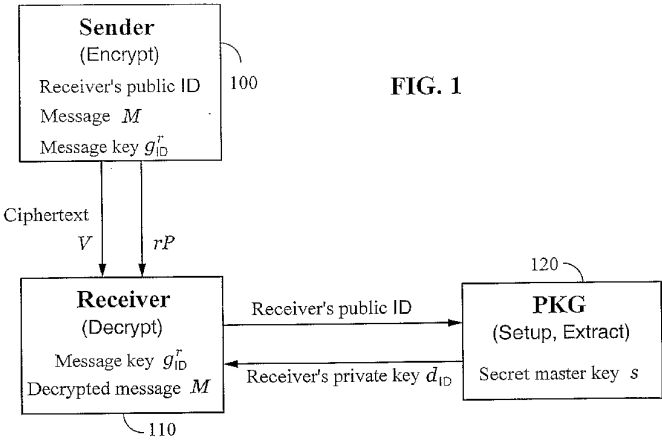 Sender
(Encrypt)
Receiver's public ID
Message M
Message key g_ID^r
100
FIG. 1
Ciphertext
V
rP
Receiver
(Decrypt)
Message key g_ID^r
Decrypted message M
110
Receiver's public ID
Receiver's private key d_ID
120
PKG
(Setup, Extract)
Secret master key s